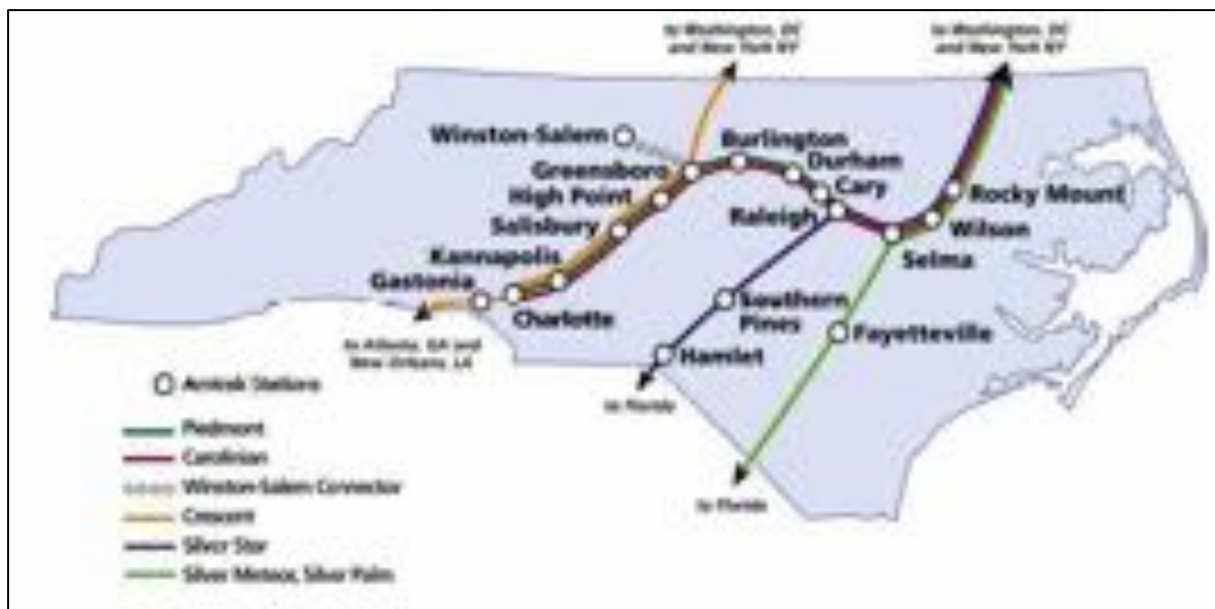 to Washington, DC
and New York NY
to Washington, DC
and New York NY
Winston-Salem
Burlington
Greensboro
Durham
High Point
Cary
Rocky Mount
Salisbury
Raleigh
Wilson
Kannapolis
Selma
Gastonia
Charlotte
Southern
Pines
Fayetteville
to Atlanta, GA and
New Orleans, LA
Hamlet
Amtrak Stations
to Florida
Piedmont
Carolinian
Winston-Salem Connector
to Florida
Crescent
Silver Star
Silver Meteor, Silver Palm